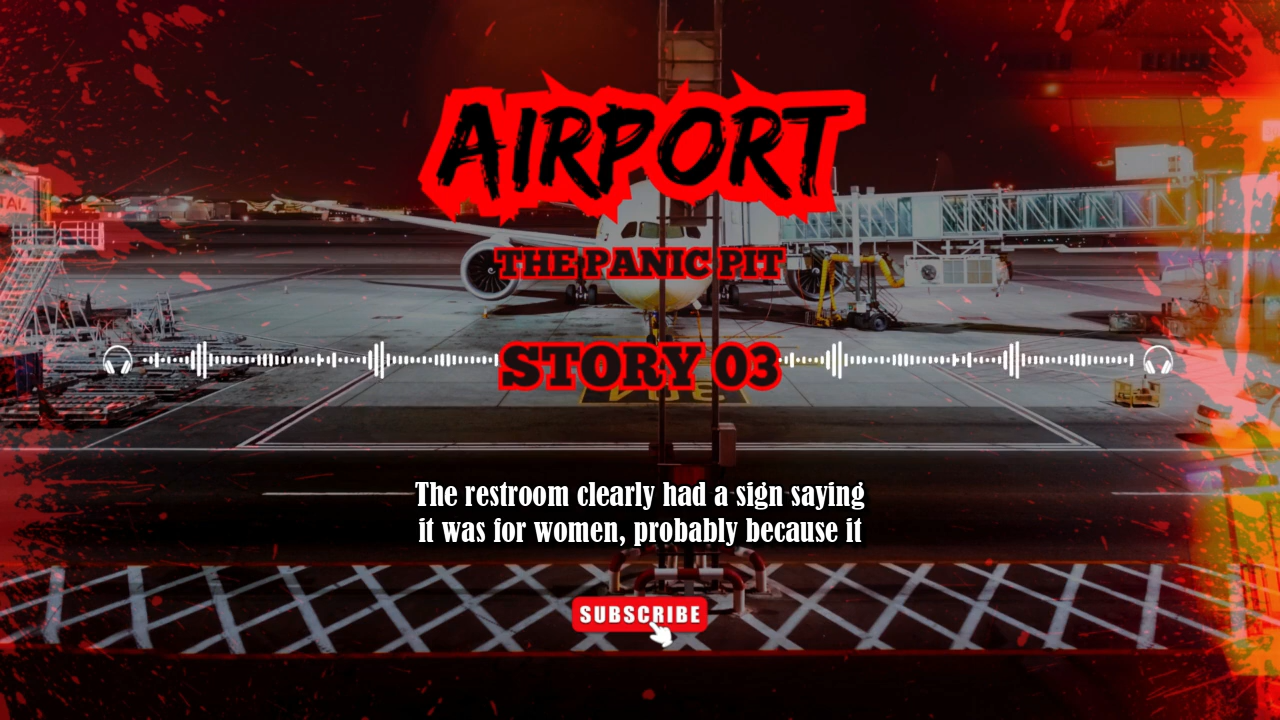 AIRPORT
THE PANIC PIT
STORY 03
The restroom clearly had a sign saying
it was for women, probably because it
SUBSCRIBE